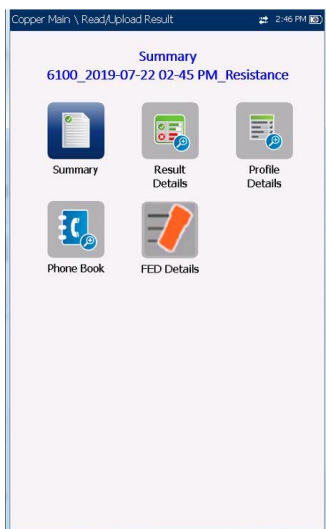 Copper Main \ Read/Upload Result 2:46 PM
Summary
6100_2019-07-22 02-45 PM_Resistance
Summary
Result
Details
Profile
Details
Phone Book
FED Details